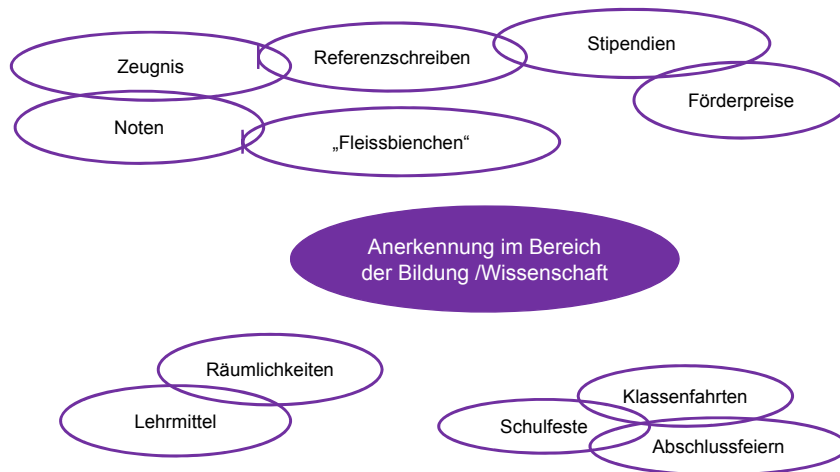 Zeugnis
Referenzschreiben
Stipendien
Förderpreise
Noten
„Fleissbienchen“
Anerkennung im Bereich
der Bildung /Wissenschaft
Räumlichkeiten
Lehrmittel
Klassenfahrten
Schulfeste
Abschlussfeiern